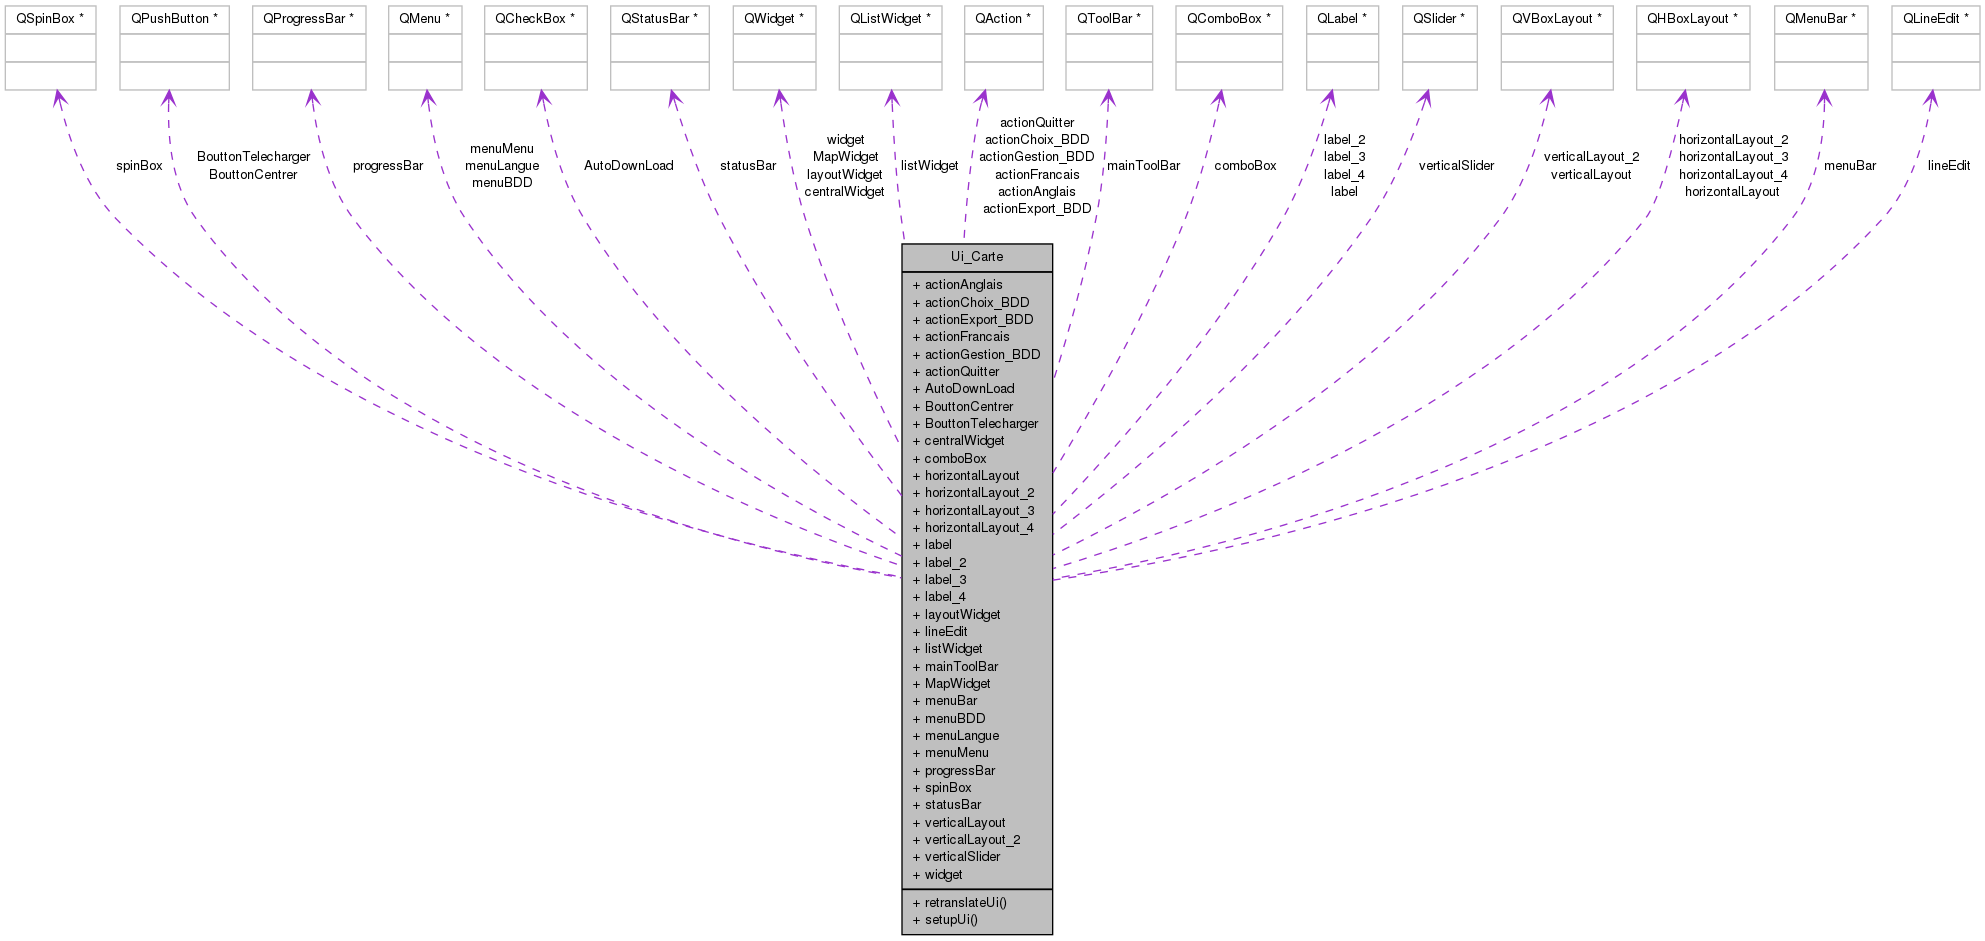 QSpinBox *
QPushButton *
QProgressBar *
QMenu *
QCheckBox *
QStatusBar *
QWidget *
QListWidget *
QAction *
QToolBar *
QComboBox *
QLabel *
QSlider *
QVBoxLayout *
QHBoxLayout *
QMenuBar *
QLineEdit *
spinBox
BouttonTelecharger
BouttonCentrer
progressBar
menuMenu
menuLangue
menuBDD
AutoDownLoad
statusBar
widget
MapWidget
layoutWidget
centralWidget
listWidget
actionQuitter
actionChoix_BDD
actionGestion_BDD
actionFrancais
actionAnglais
actionExport_BDD
mainToolBar
comboBox
label_2
label_3
label_4
label
verticalSlider
verticalLayout_2
verticalLayout
horizontalLayout_2
horizontalLayout_3
horizontalLayout_4
horizontalLayout
menuBar
lineEdit
Ui_Carte
+ actionAnglais
+ actionChoix_BDD
+ actionExport_BDD
+ actionFrancais
+ actionGestion_BDD
+ actionQuitter
+ AutoDownLoad
+ BouttonCentrer
+ BouttonTelecharger
+ centralWidget
+ comboBox
+ horizontalLayout
+ horizontalLayout_2
+ horizontalLayout_3
+ horizontalLayout_4
+ label
+ label_2
+ label_3
+ label_4
+ layoutWidget
+ lineEdit
+ listWidget
+ mainToolBar
+ MapWidget
+ menuBar
+ menuBDD
+ menuLangue
+ menuMenu
+ progressBar
+ spinBox
+ statusBar
+ verticalLayout
+ verticalLayout_2
+ verticalSlider
+ widget
+ retranslateUi()
+ setupUi()